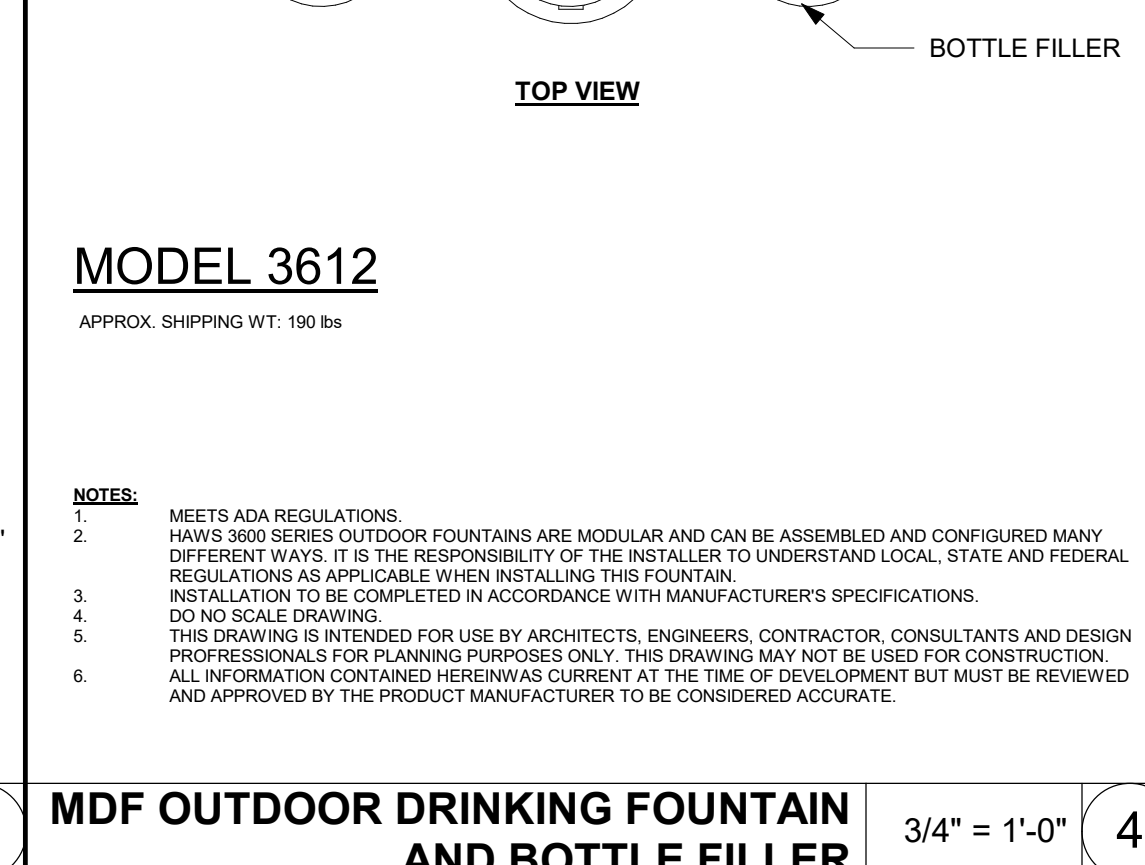 BOTTLE FILLER
TOP VIEW
MODEL 3612
APPROX. SHIPPING WT: 190 lbs
NOTES:
1. MEETS ADA REGULATIONS.
2. HAWS 3600 SERIES OUTDOOR FOUNTAINS ARE MODULAR AND CAN BE ASSEMBLED AND CONFIGURED MANY
DIFFERENT WAYS. IT IS THE RESPONSIBILITY OF THE INSTALLER TO UNDERSTAND LOCAL, STATE AND FEDERAL
REGULATIONS AS APPLICABLE WHEN INSTALLING THIS FOUNTAIN.
3. INSTALLATION TO BE COMPLETED IN ACCORDANCE WITH MANUFACTURER'S SPECIFICATIONS.
4. DO NO SCALE DRAWING.
5. THIS DRAWING IS INTENDED FOR USE BY ARCHITECTS, ENGINEERS, CONTRACTOR, CONSULTANTS AND DESIGN
PROFRESSIONALS FOR PLANNING PURPOSES ONLY. THIS DRAWING MAY NOT BE USED FOR CONSTRUCTION.
6. ALL INFORMATION CONTAINED HEREINWAS CURRENT AT THE TIME OF DEVELOPMENT BUT MUST BE REVIEWED
AND APPROVED BY THE PRODUCT MANUFACTURER TO BE CONSIDERED ACCURATE.
"
MDF OUTDOOR DRINKING FOUNTAIN
AND BOTTLE FILLER
3/4" = 1'-0"
4